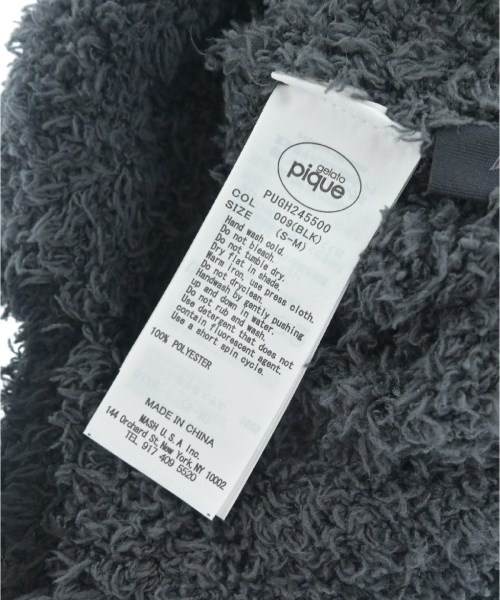 gelato
pique
PUGH245500
COL 009(BLK)
SIZE (S-M)
Hand wash cold.
Do not bleach.
Do not tumble dry.
Dry flat in shade.
Warm iron, use press cloth.
Do not dryclean.
Handwash by gently pushing
up and down in water.
Do not rub and wash.
Use detergent that does not
contain fluorescent agent.
Use a short spin cycle.
100% POLYESTER
MADE IN CHINA
MASH U.S.A Inc.
144 Orchard St. New York NY 10002
TEL 917 409 5520